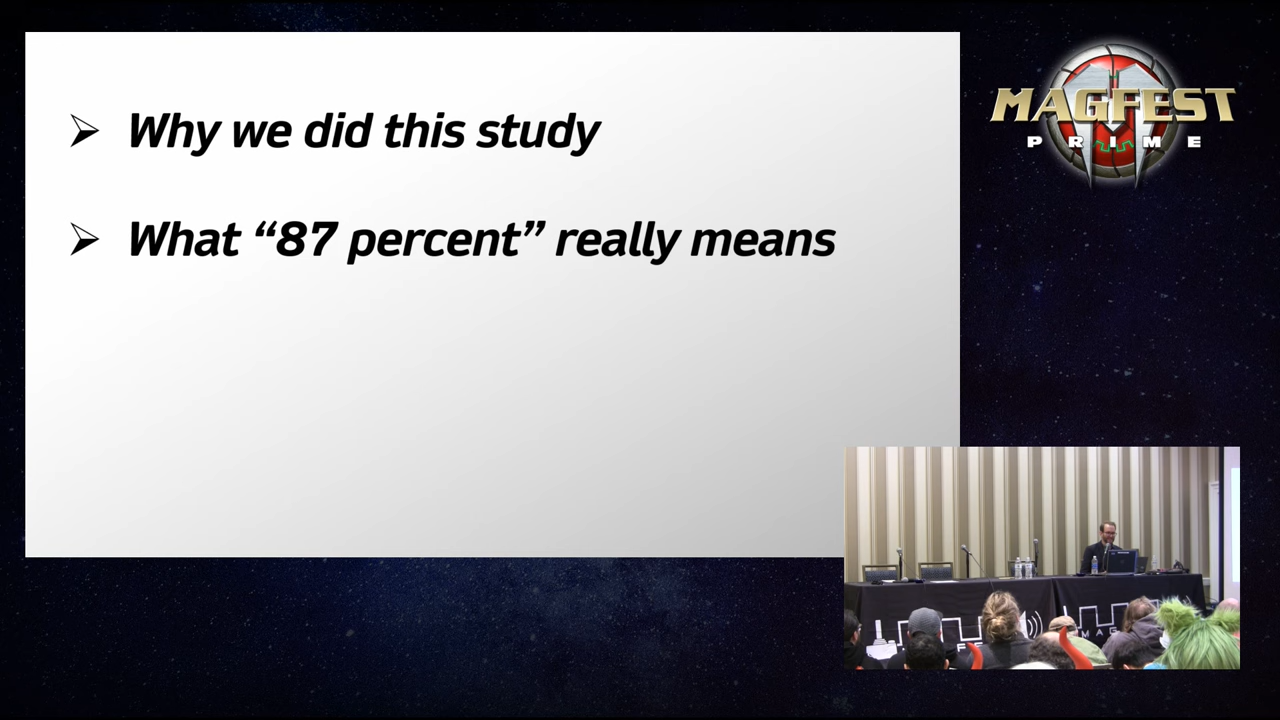 ➢ Why we did this study
➢ What “87 percent” really means
MAGFEST
PRIME